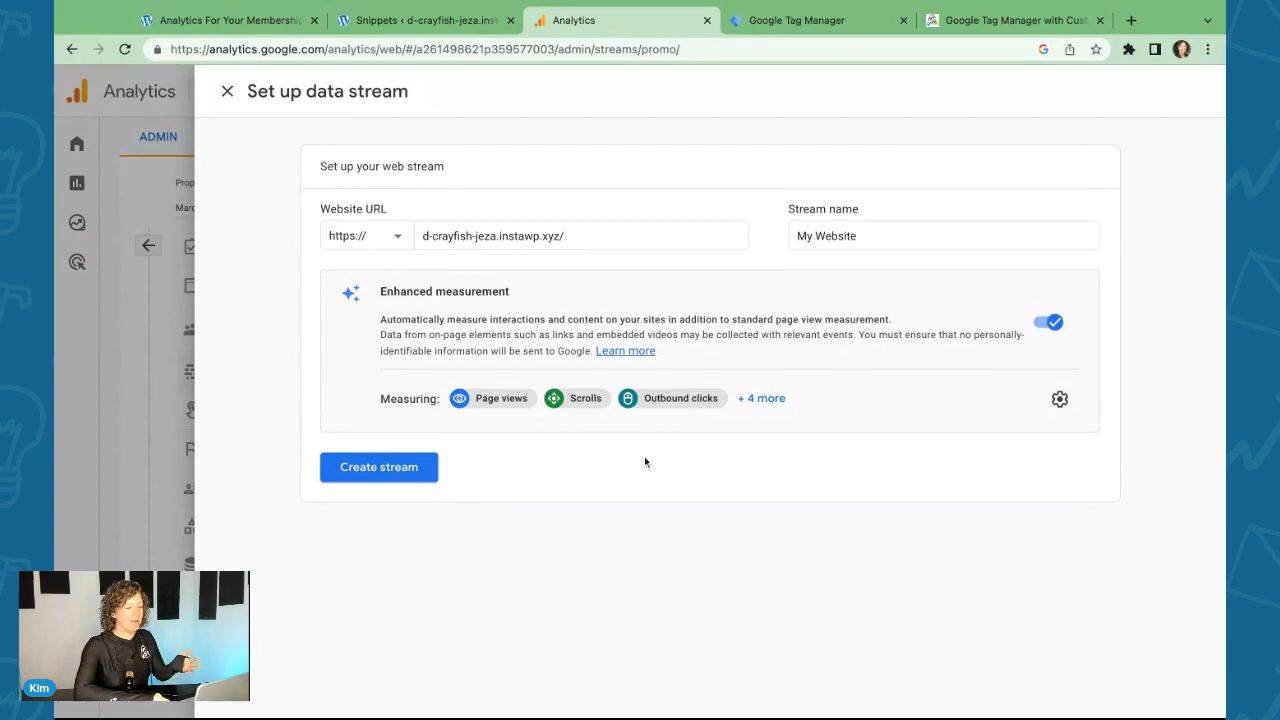 Analytics For Your Membership
Snippets ‹ d-crayfish-jeza.inst
Analytics
Google Tag Manager
Google Tag Manager with Cust
https://analytics.google.com/analytics/web/#/a261498621p359577003/admin/streams/promo/
Analytics
Set up data stream
ADMIN
Set up your web stream
Prop
Marc
Website URL
Stream name
https://
d-crayfish-jeza.instawp.xyz/
My Website
Enhanced measurement
Automatically measure interactions and content on your sites in addition to standard page view measurement.
Data from on-page elements such as links and embedded videos may be collected with relevant events. You must ensure that no personally-
identifiable information will be sent to Google. Learn more
Measuring: Page views Scrolls Outbound clicks + 4 more
Create stream
Kim